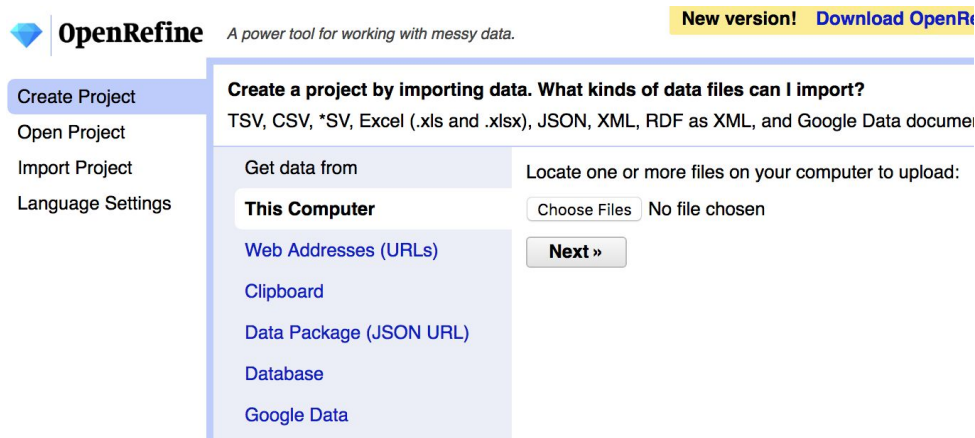 OpenRefine A power tool for working with messy data.
New version! Download
Create Project
Open Project
Import Project
Language Settings
Create a project by importing data. What kinds of data files can I import?
TSV, CSV, *SV, Excel (.xls and .xlsx), JSON, XML, RDF as XML, and Google Data
Get data from
This Computer
Web Addresses (URLs)
Clipboard
Data Package (JSON URL)
Database
Google Data
Locate one or more files on your computer to upload:
Choose Files No file chosen
Next »